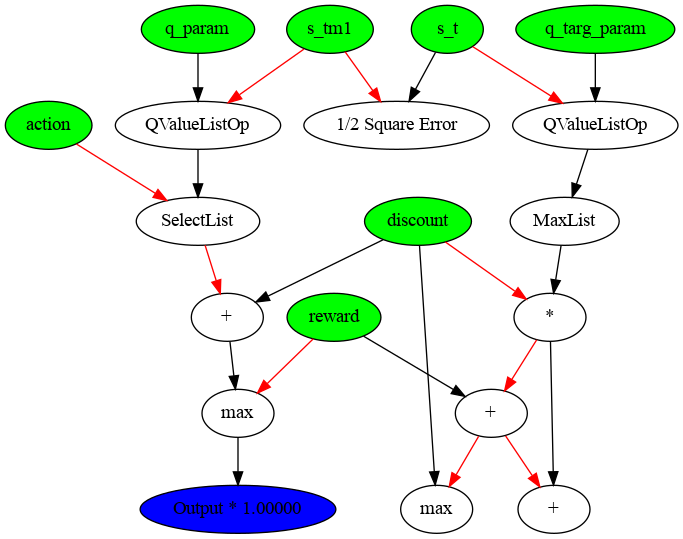 q_param
s_tm1
s_t
q_targ_param
action
QValueListOp
1/2 Square Error
QValueListOp
SelectList
discount
MaxList
+
reward
*
max
+
Output * 1.00000
max
+